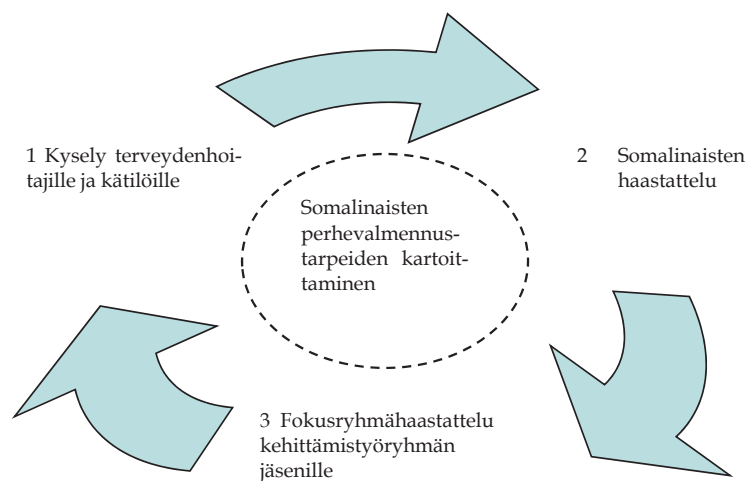 1 Kysely terveydenhoi-
tajille ja kätilöille
2 Somalinaisten
haastattelu
Somalinaisten
perhevalmennus-
tarpeiden kartoit-
taminen
3 Fokusryhmähaastattelu
kehittämistyöryhmän
jäsenille